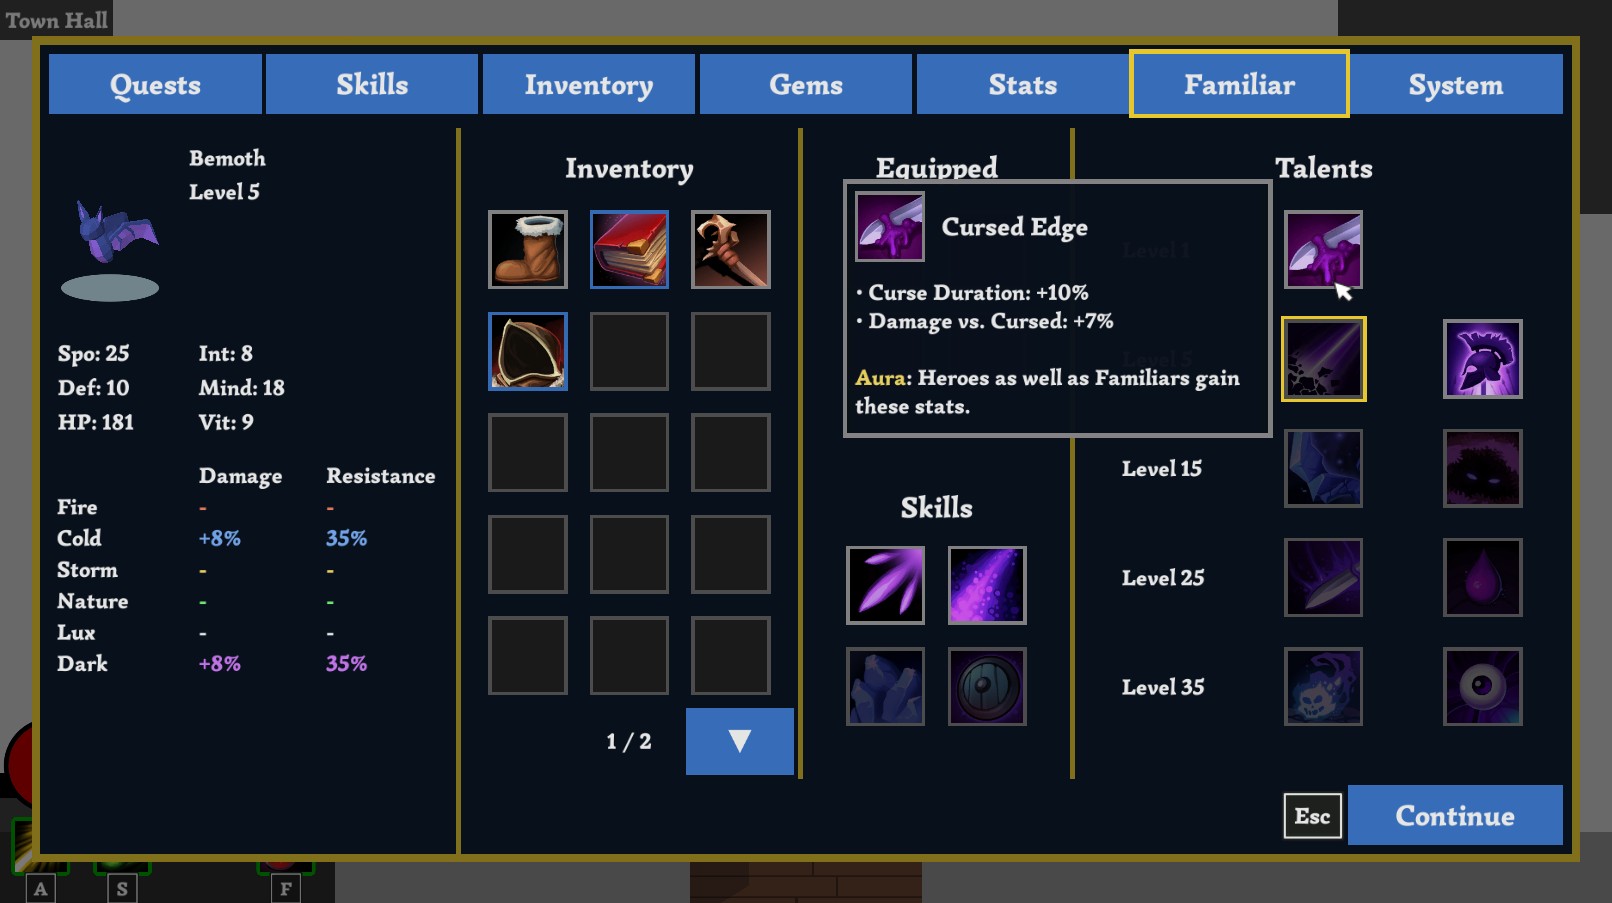 Town Hall
Quests
Skills
Inventory
Gems
Stats
Familiar
System
Bemoth
Level 5
Spo: 25
Int: 8
Def: 10
Mind: 18
HP: 181
Vit: 9
Damage
Resistance
Fire
-
-
Cold
+8%
35%
Storm
-
-
Nature
-
-
Lux
-
-
Dark
+8%
35%
Inventory
1 / 2
Equipped
Cursed Edge
• Curse Duration: +10%
• Damage vs. Cursed: +7%
Aura: Heroes as well as Familiars gain
these stats.
Skills
Talents
Level 1
Level 5
Level 15
Level 25
Level 35
Esc
Continue
A
S
F